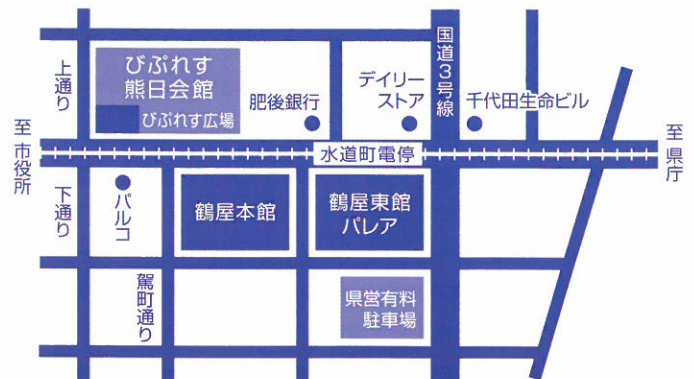 上通り
びぷれす
熊日会館
びぷれす広場
肥後銀行
デイリー
ストア
国道3号線
千代田生命ビル
至 市役所
水道町電停
至 県庁
下通り
パルコ
鶴屋本館
鶴屋東館
パレア
駕町通り
県営有料
駐車場